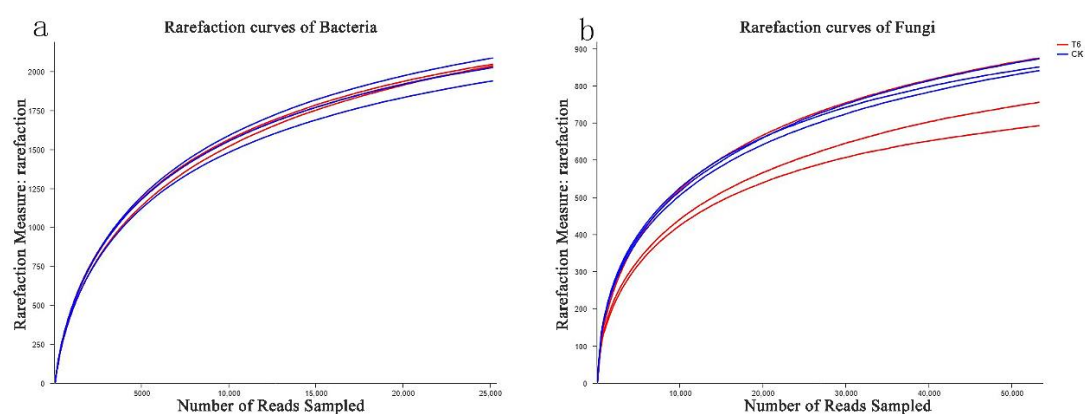 a
Rarefaction curves of Bacteria
Rarefaction Measure: rarefaction
2000
1750
1500
1250
1000
750
500
250
0
5000
10,000
15,000
20,000
25,000
Number of Reads Sampled
b
Rarefaction curves of Fungi
T6
CK
Rarefaction Measure: rarefaction
900
800
700
600
500
400
300
200
100
0
10,000
20,000
30,000
40,000
50,000
Number of Reads Sampled